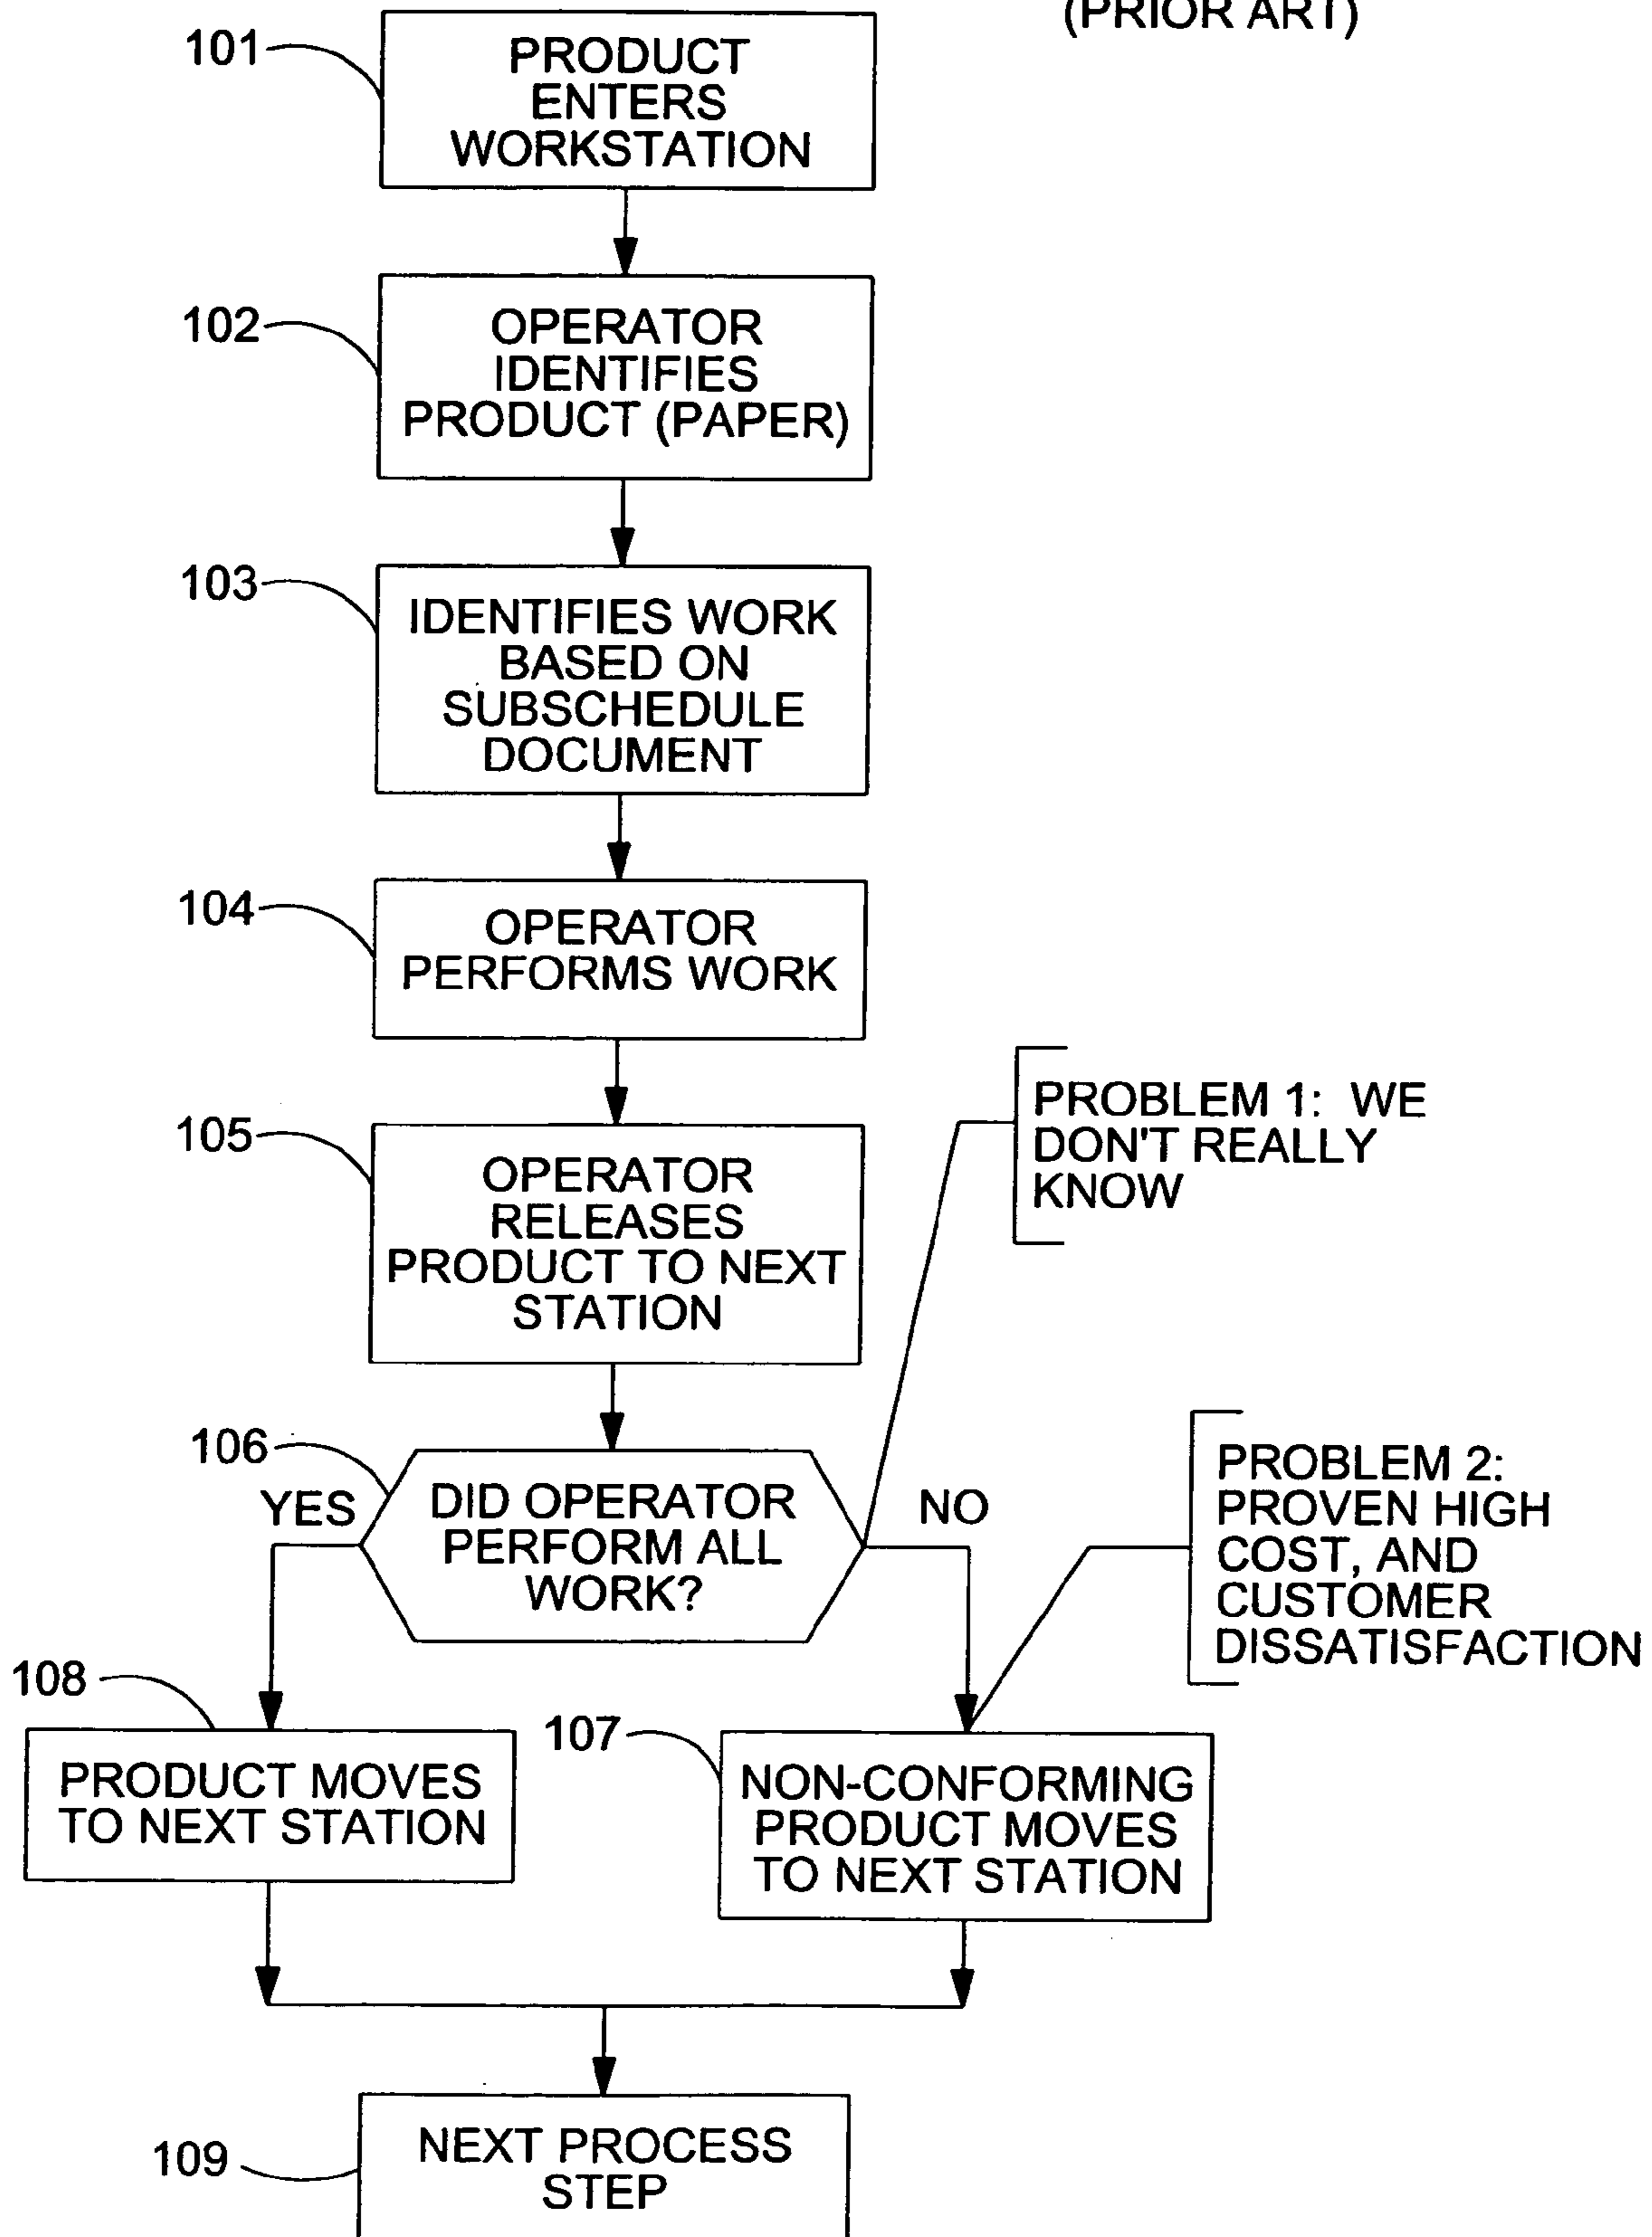 (PRIOR ART)
101
PRODUCT
ENTERS
WORKSTATION
102
OPERATOR
IDENTIFIES
PRODUCT (PAPER)
103
IDENTIFIES WORK
BASED ON
SUBSCHEDULE
DOCUMENT
104
OPERATOR
PERFORMS WORK
105
OPERATOR
RELEASES
PRODUCT TO NEXT
STATION
PROBLEM 1: WE
DON'T REALLY
KNOW
106
YES
DID OPERATOR
PERFORM ALL
WORK?
NO
PROBLEM 2:
PROVEN HIGH
COST, AND
CUSTOMER
DISSATISFACTION
108
PRODUCT MOVES
TO NEXT STATION
107
NON-CONFORMING
PRODUCT MOVES
TO NEXT STATION
109
NEXT PROCESS
STEP